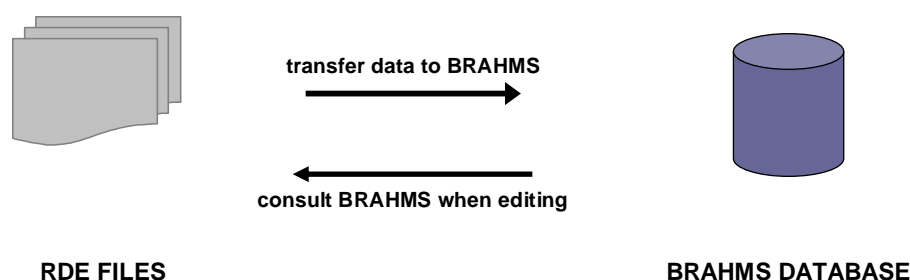 transfer data to BRAHMS
consult BRAHMS when editing
RDE FILES
BRAHMS DATABASE